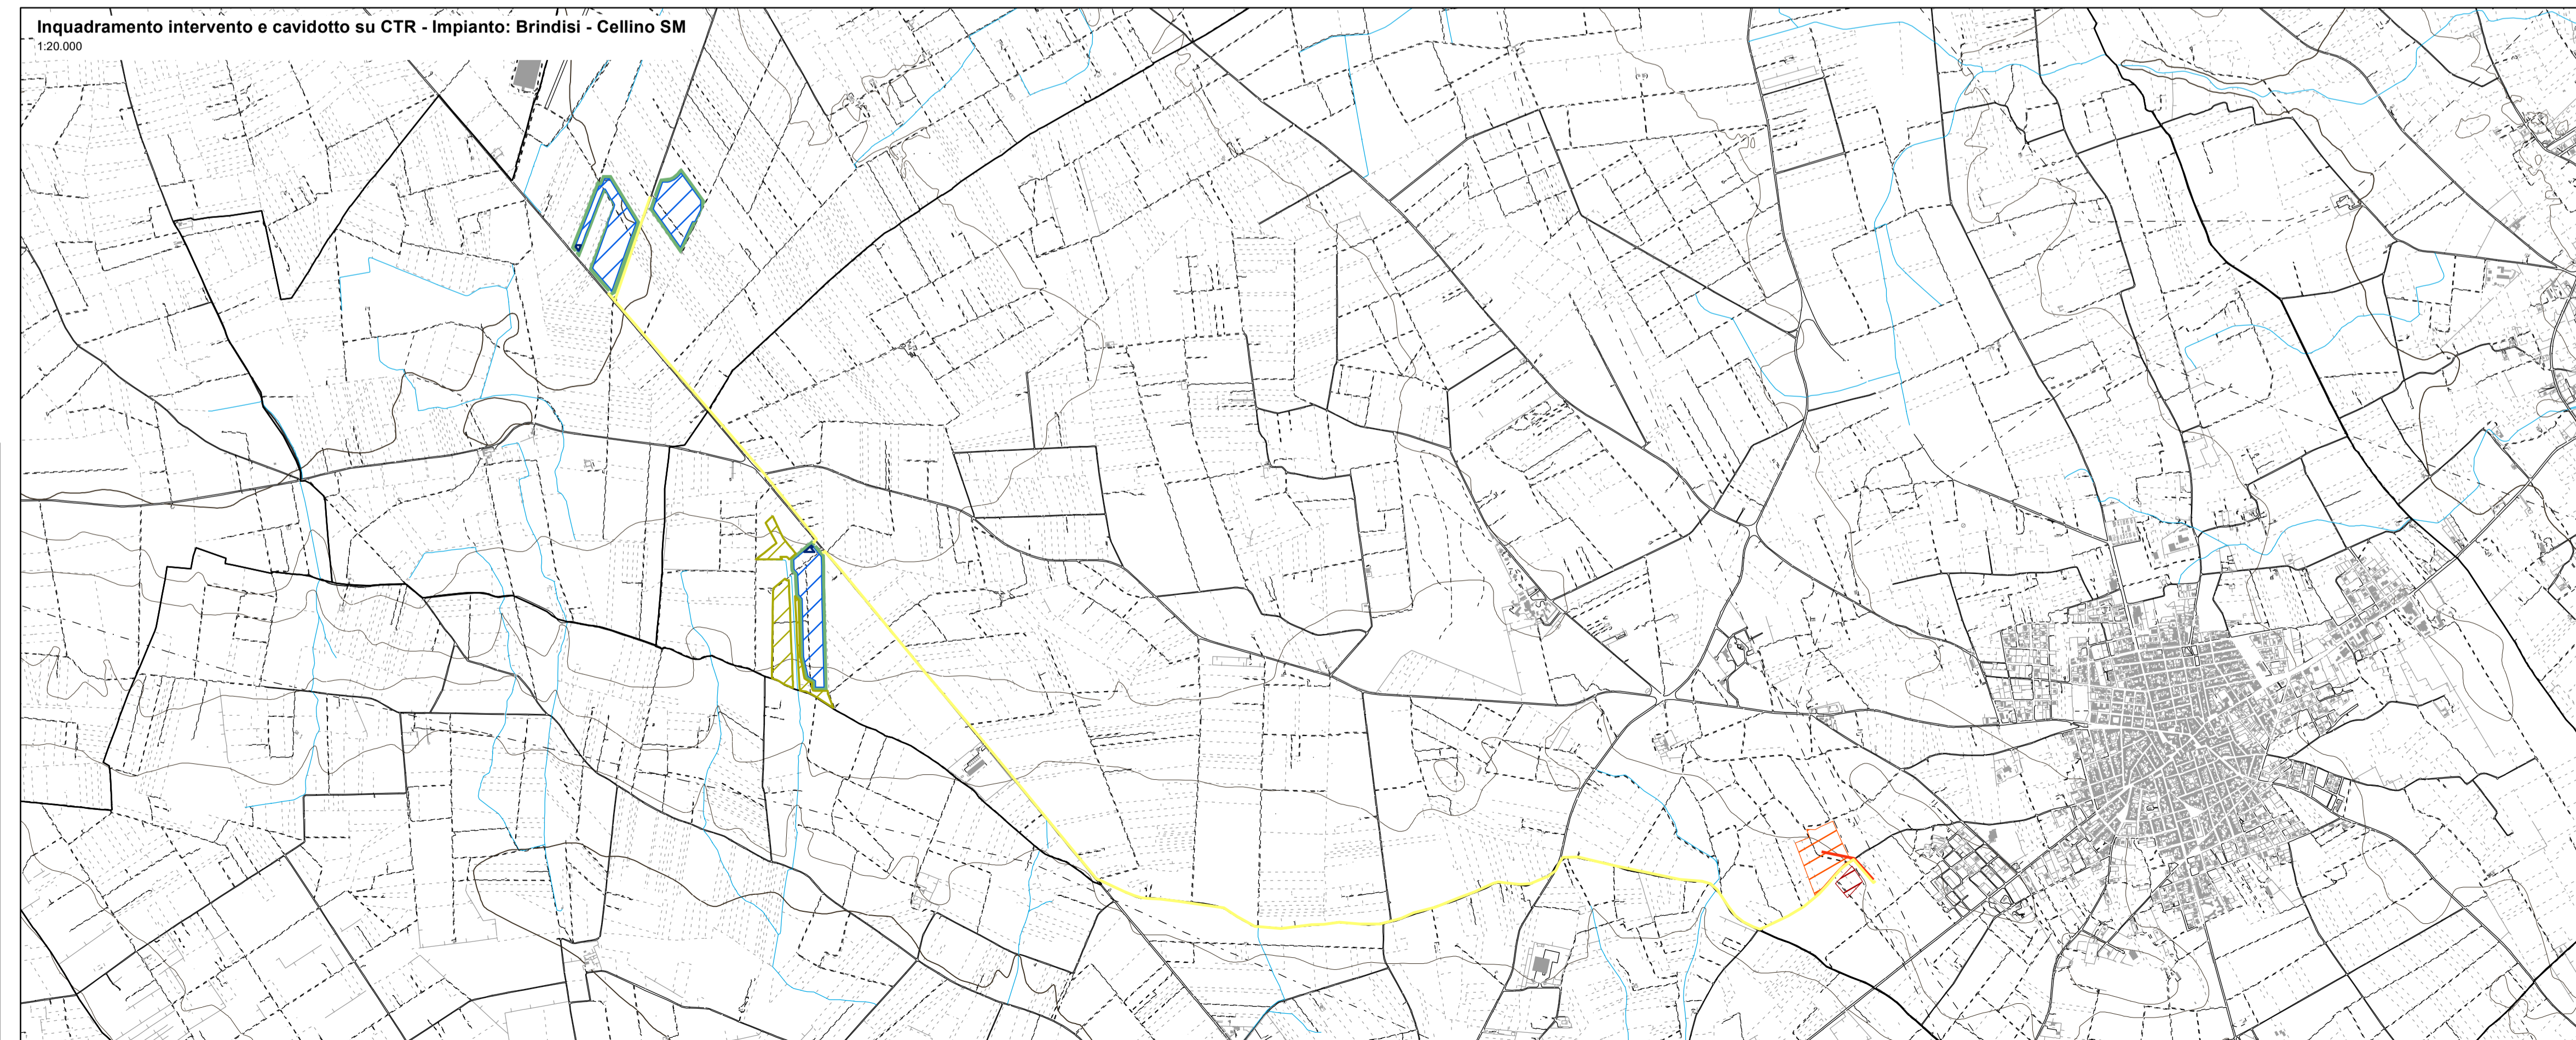 Inquadramento intervento e cavidotto su CTR - Impianto: Brindisi - Cellino SM
1:20.000